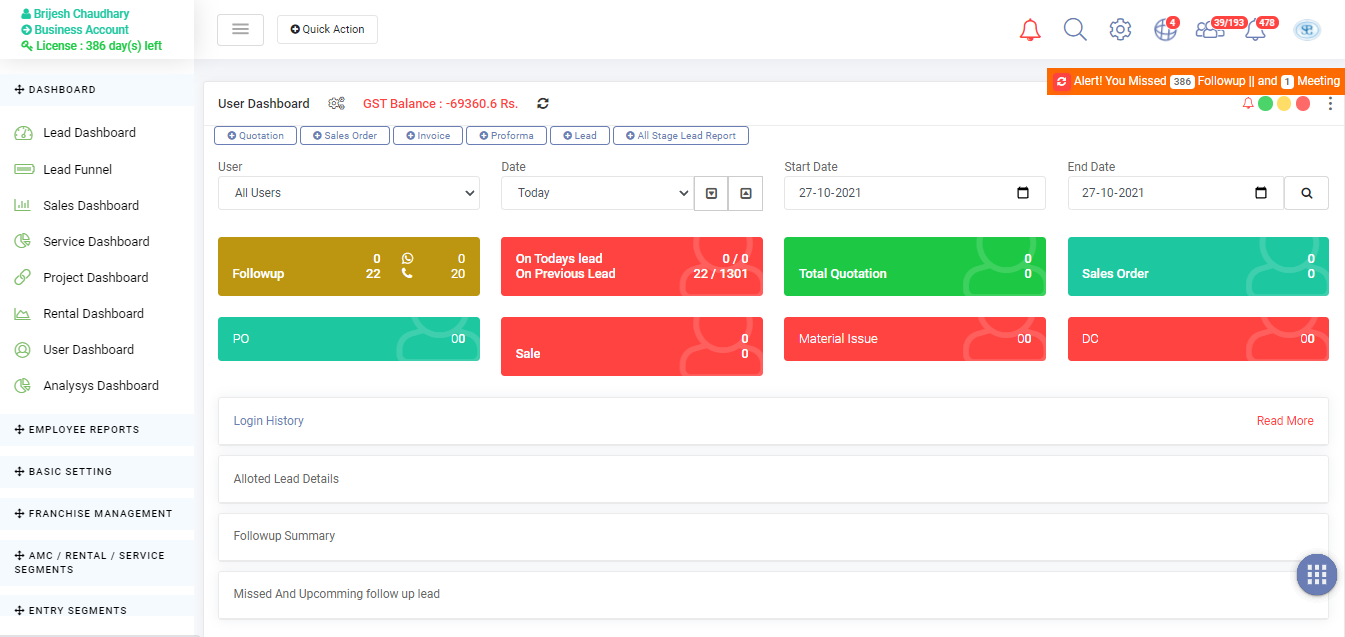 Brijesh Chaudhary
Business Account
License : 386 day(s) left
Quick Action
4
39/193
478
Alert! You Missed 386 Followup || and 1 Meeting
DASHBOARD
Lead Dashboard
Lead Funnel
Sales Dashboard
Service Dashboard
Project Dashboard
Rental Dashboard
User Dashboard
Analysys Dashboard
EMPLOYEE REPORTS
BASIC SETTING
FRANCHISE MANAGEMENT
AMC / RENTAL / SERVICE
SEGMENTS
ENTRY SEGMENTS
User Dashboard GST Balance : -69360.6 Rs.
Quotation Sales Order Invoice Proforma Lead All Stage Lead Report
User Date Start Date End Date
All Users Today 27-10-2021 27-10-2021
0 0
Followup 22 20
On Todays lead 0 / 0
On Previous Lead 22 / 1301
0
Total Quotation 0
0
Sales Order 0
PO 00
0
Sale 0
Material Issue 00
DC 00
Login History Read More
Alloted Lead Details
Followup Summary
Missed And Upcomming follow up lead